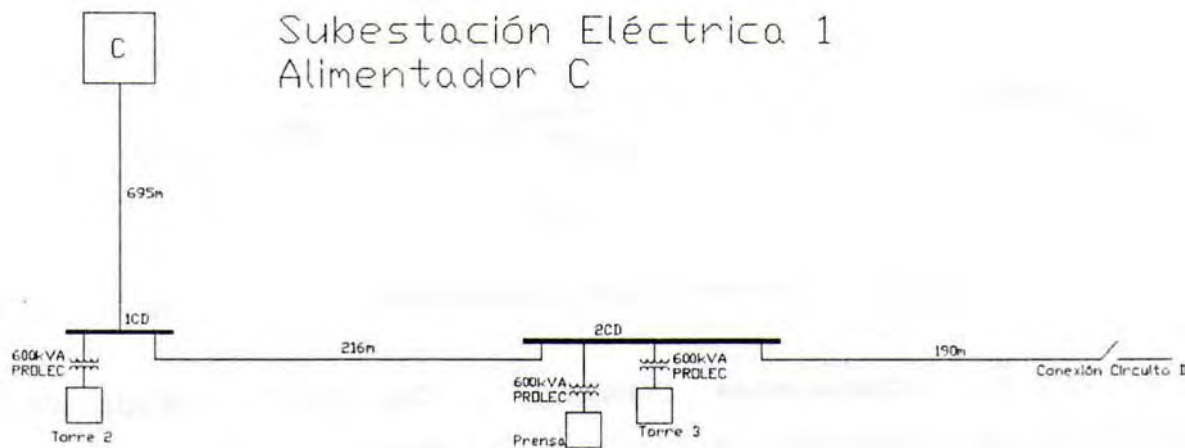 Subestación Eléctrica 1
Alimentador C
C
695m
1CD
2CD
600kVA
PROLEC
216m
600kVA
PROLEC
600kVA
PROLEC
190m
Conexión Circuito
Torre 2
Prensa
Torre 3